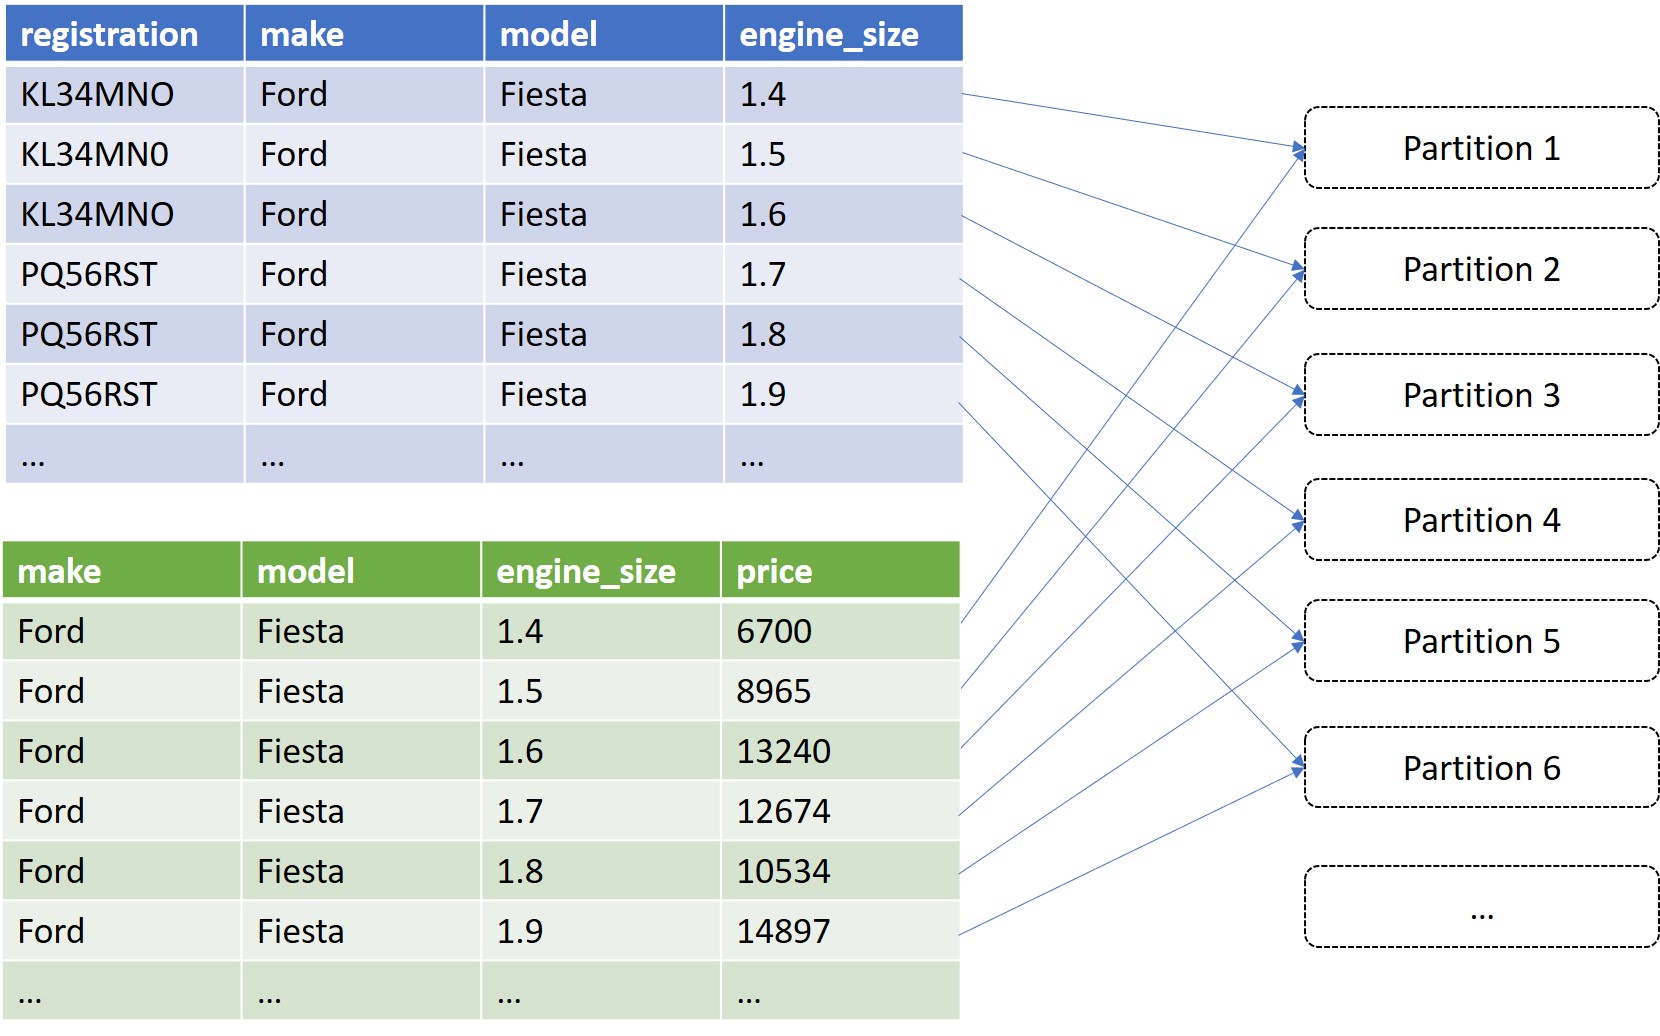 registration make model engine_size
KL34MNO Ford Fiesta 1.4
KL34MN0 Ford Fiesta 1.5
KL34MNO Ford Fiesta 1.6
PQ56RST Ford Fiesta 1.7
PQ56RST Ford Fiesta 1.8
PQ56RST Ford Fiesta 1.9
... ... ... ...
make model engine_size price
Ford Fiesta 1.4 6700
Ford Fiesta 1.5 8965
Ford Fiesta 1.6 13240
Ford Fiesta 1.7 12674
Ford Fiesta 1.8 10534
Ford Fiesta 1.9 14897
... ... ... ...
Partition 1
Partition 2
Partition 3
Partition 4
Partition 5
Partition 6
...